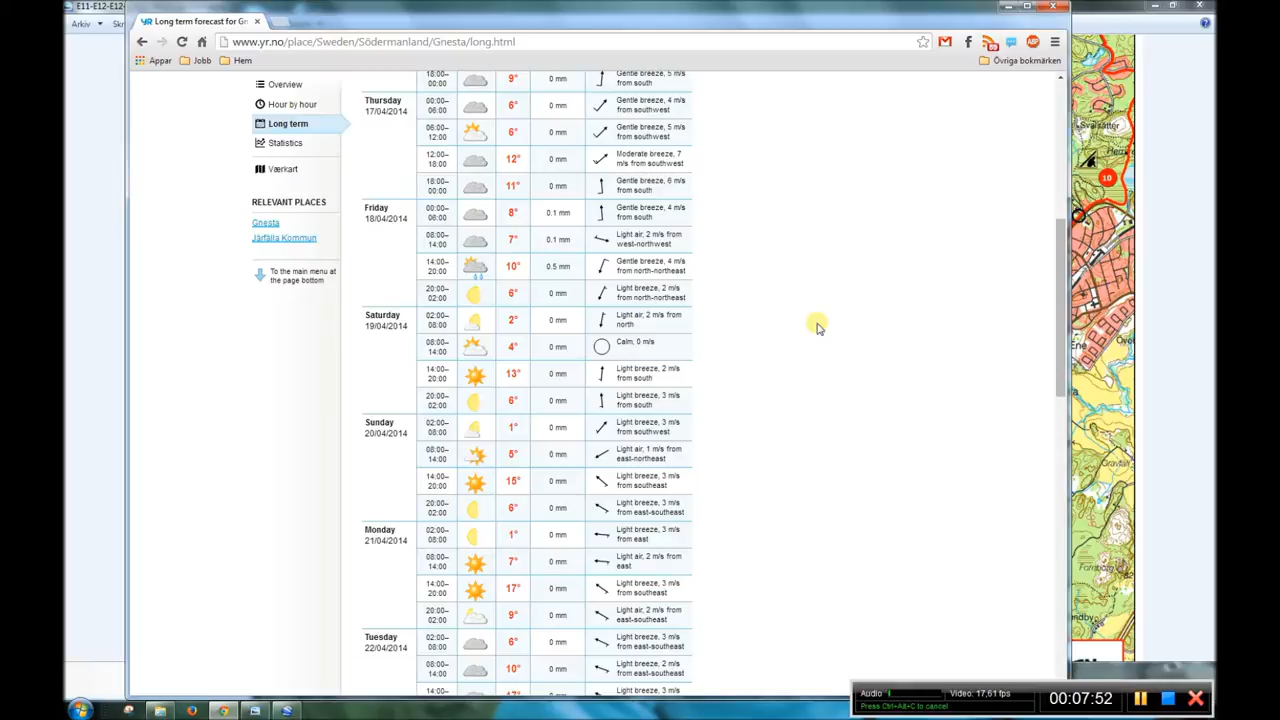 E11-E12-E12
Arkiv
Long term forecast for Gn
www.yr.no/place/Sweden/Södermanland/Gnesta/long.html
Appar Jobb Hem Övriga bokmärken
Overview
Hour by hour
Long term
Statistics
Værkart
RELEVANT PLACES
Gnesta
Järfälla Kommun
To the main menu at
the page bottom
18:00–00:00 9° 0 mm Gentle breeze, 5 m/s from south
Thursday 17/04/2014 00:00–06:00 6° 0 mm Gentle breeze, 4 m/s from southwest
06:00–12:00 6° 0 mm Gentle breeze, 5 m/s from southwest
12:00–18:00 12° 0 mm Moderate breeze, 7 m/s from southwest
18:00–00:00 11° 0 mm Gentle breeze, 6 m/s from south
Friday 18/04/2014 00:00–08:00 8° 0.1 mm Gentle breeze, 4 m/s from south
08:00–14:00 7° 0.1 mm Light air, 2 m/s from west-northwest
14:00–20:00 10° 0.5 mm Gentle breeze, 4 m/s from north-northeast
20:00–02:00 6° 0 mm Light breeze, 2 m/s from north-northeast
Saturday 19/04/2014 02:00–08:00 2° 0 mm Light air, 2 m/s from north
08:00–14:00 4° 0 mm Calm, 0 m/s
14:00–20:00 13° 0 mm Light breeze, 2 m/s from south
20:00–02:00 6° 0 mm Light breeze, 3 m/s from south
Sunday 20/04/2014 02:00–08:00 1° 0 mm Light breeze, 3 m/s from southwest
08:00–14:00 5° 0 mm Light air, 1 m/s from east-northeast
14:00–20:00 15° 0 mm Light breeze, 3 m/s from southeast
20:00–02:00 6° 0 mm Light breeze, 3 m/s from east-southeast
Monday 21/04/2014 02:00–08:00 1° 0 mm Light breeze, 3 m/s from east
08:00–14:00 7° 0 mm Light air, 2 m/s from east
14:00–20:00 17° 0 mm Light breeze, 3 m/s from southeast
20:00–02:00 9° 0 mm Light air, 2 m/s from east-southeast
Tuesday 22/04/2014 02:00–08:00 6° 0 mm Light breeze, 3 m/s from east-southeast
08:00–14:00 10° 0 mm Light breeze, 2 m/s from east-southeast
14:00– Light breeze, 3 m/s
10
Audio Video: 17,61 fps 00:07:52
Press Ctrl+Alt+C to cancel